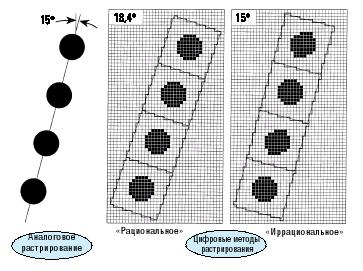 15°
18,4°
15°
«Рациональное»
«Иррациональное»
Аналоговое
растрирование
Цифровые методы
растрирования